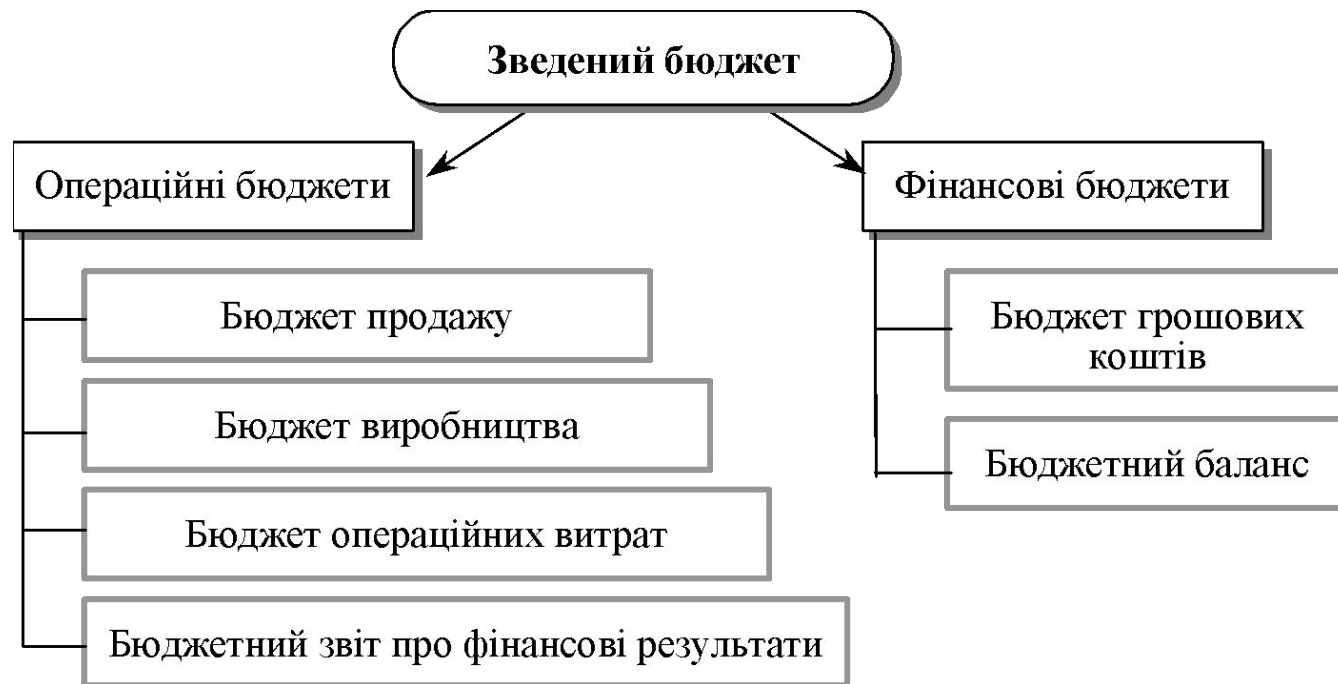 Зведений бюджет
Операційні бюджети
Фінансові бюджети
Бюджет продажу
Бюджет виробництва
Бюджет операційних витрат
Бюджетний звіт про фінансові результати
Бюджет грошових
коштів
Бюджетний баланс